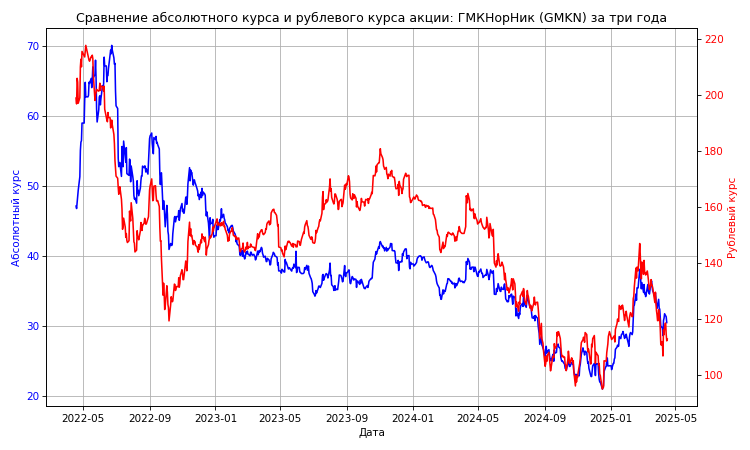 Сравнение абсолютного курса и рублевого курса акции: ГМКНорНик (GMKN) за три года
Абсолютный курс
70
60
50
40
30
20
Рублевый курс
220
200
180
160
140
120
100
2022-05 2022-09 2023-01 2023-05 2023-09 2024-01 2024-05 2024-09 2025-01 2025-05
Дата